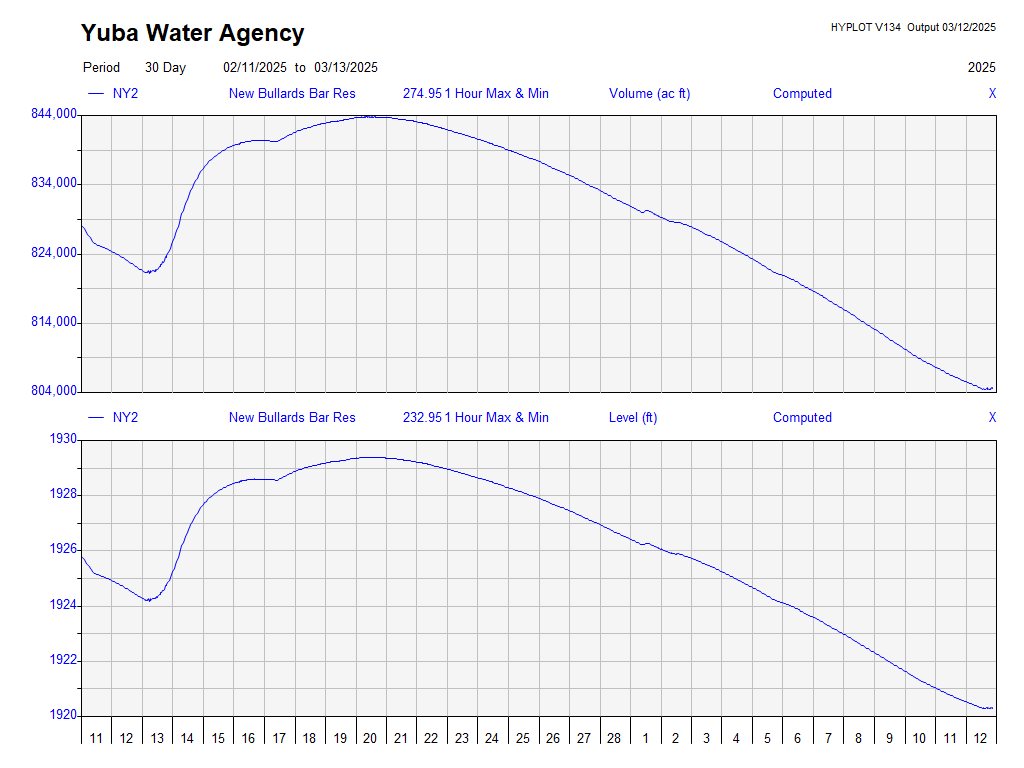 Yuba Water Agency
HYPLOT V134 Output 03/12/2025
Period 30 Day 02/11/2025 to 03/13/2025 2025
NY2 New Bullards Bar Res 274.95 1 Hour Max & Min Volume (ac ft) Computed X
844,000
834,000
824,000
814,000
804,000
NY2 New Bullards Bar Res 232.95 1 Hour Max & Min Level (ft) Computed X
1930
1928
1926
1924
1922
1920
11 12 13 14 15 16 17 18 19 20 21 22 23 24 25 26 27 28 1 2 3 4 5 6 7 8 9 10 11 12